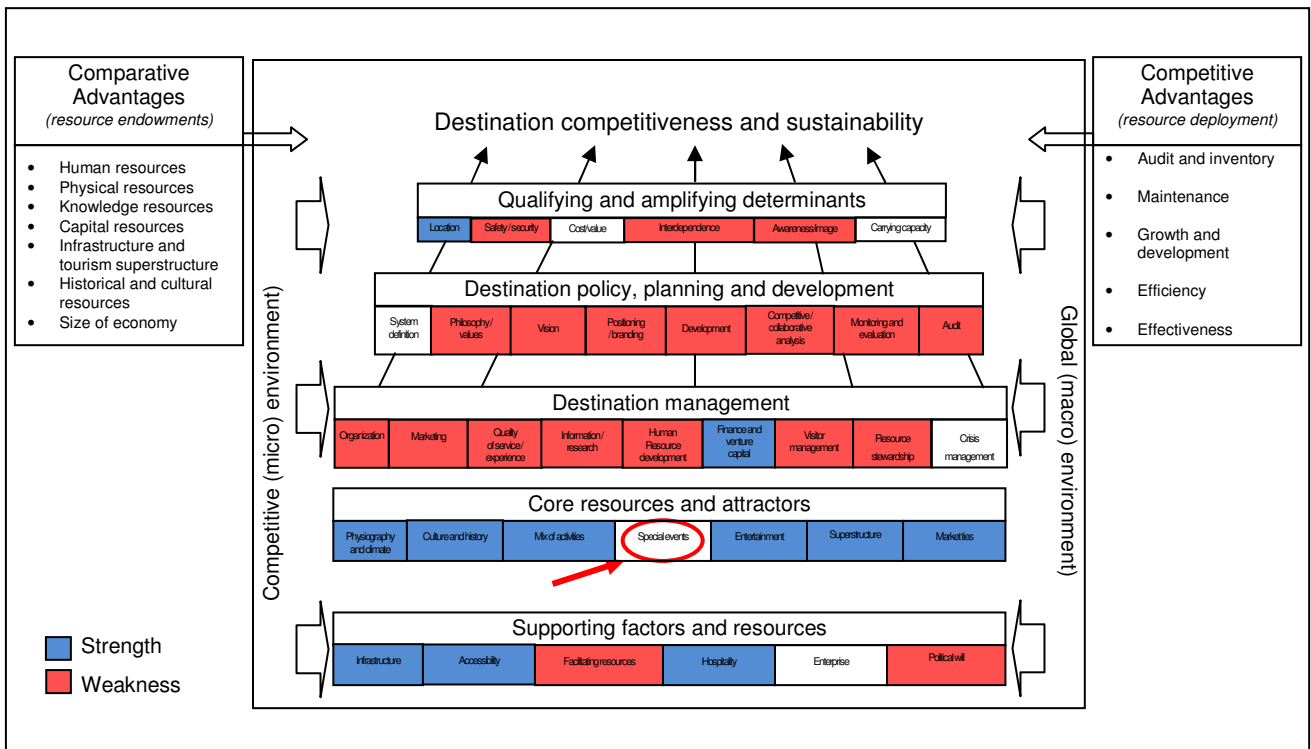 Comparative
Advantages
(resource endowments)
• Human resources
• Physical resources
• Knowledge resources
• Capital resources
• Infrastructure and
tourism superstructure
• Historical and cultural
resources
• Size of economy
Competitive (micro) environment
Destination competitiveness and sustainability
Qualifying and amplifying determinants
Location
Safety / security
Cost/value
Interdependence
Awareness/image
Carrying capacity
Destination policy, planning and development
System
definition
Philosophy /
values
Vision
Positioning
/ branding
Development
Competitive /
collaborative
analysis
Monitoring and
evaluation
Audit
Destination management
Organization
Marketing
Quality
of service /
experience
Information /
research
Human
Resource
development
Finance and
venture
capital
Visitor
management
Resource
stewardship
Crisis
management
Core resources and attractors
Physiography
and climate
Culture and history
Mix of activities
Special events
Entertainment
Superstructure
Market ties
Supporting factors and resources
Infrastructure
Accessibility
Facilitating resources
Hospitality
Enterprise
Political will
Strength
Weakness
Global (macro) environment
Competitive
Advantages
(resource deployment)
• Audit and inventory
• Maintenance
• Growth and
development
• Efficiency
• Effectiveness